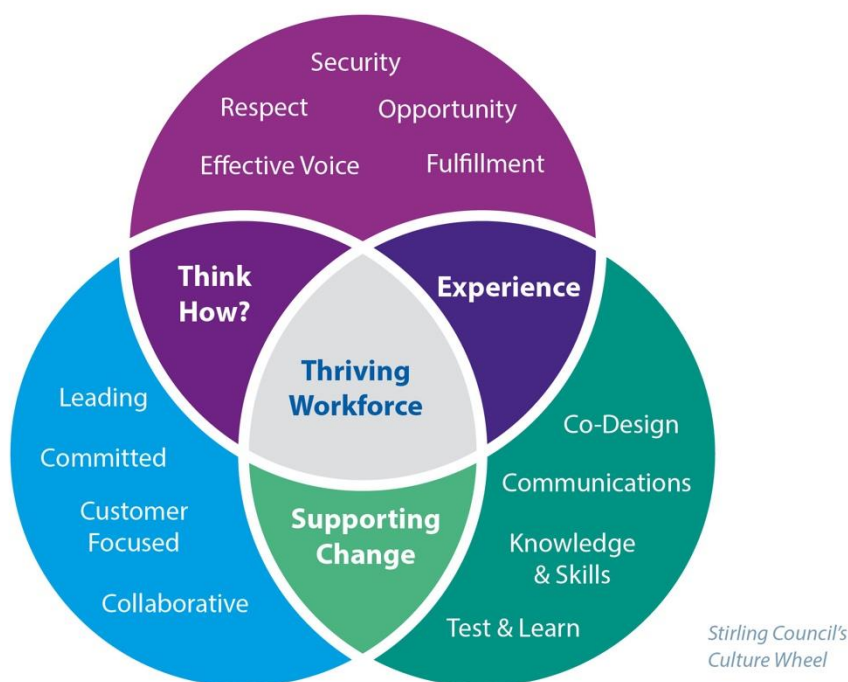 Security
Respect
Opportunity
Effective Voice
Fulfillment
Think
How?
Experience
Thriving
Workforce
Leading
Committed
Customer
Focused
Collaborative
Co-Design
Communications
Knowledge
& Skills
Test & Learn
Supporting
Change
Stirling Council's
Culture Wheel